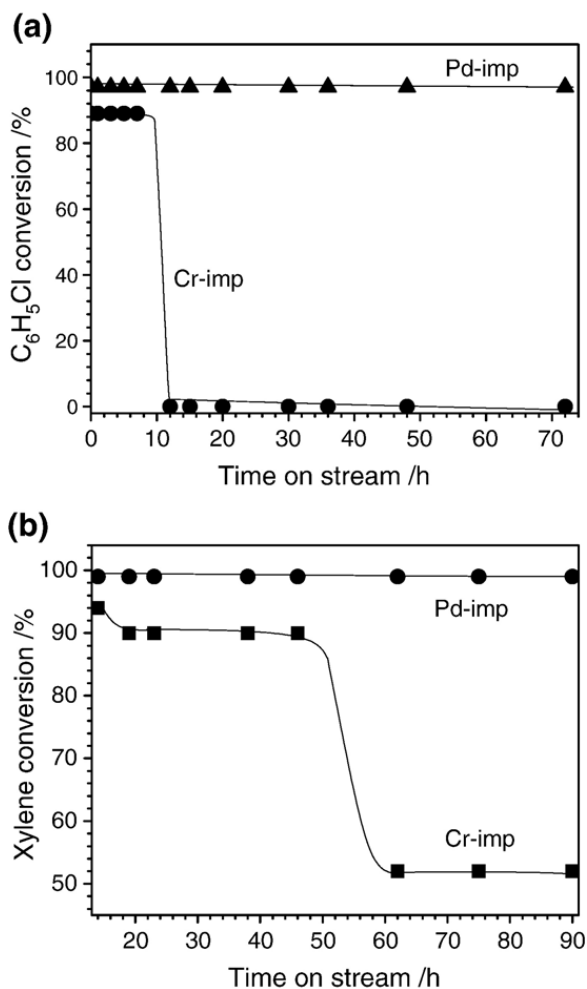 (a)
C6H5Cl conversion /%
100
80
60
40
20
0
Pd-imp
Cr-imp
0 10 20 30 40 50 60 70
Time on stream /h
(b)
Xylene conversion /%
100
90
80
70
60
50
Pd-imp
Cr-imp
20 30 40 50 60 70 80 90
Time on stream /h